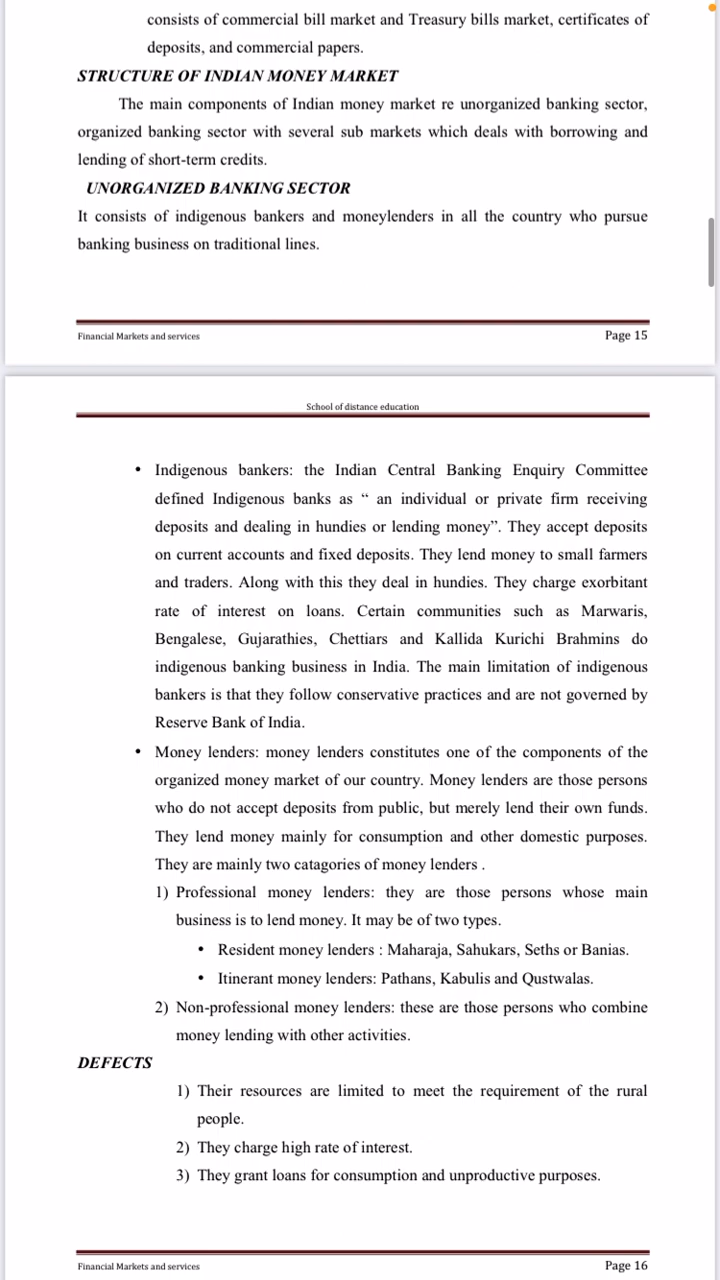 consists of commercial bill market and Treasury bills market, certificates of
deposits, and commercial papers.
STRUCTURE OF INDIAN MONEY MARKET
The main components of Indian money market re unorganized banking sector,
organized banking sector with several sub markets which deals with borrowing and
lending of short-term credits.
UNORGANIZED BANKING SECTOR
It consists of indigenous bankers and moneylenders in all the country who pursue
banking business on traditional lines.
Financial Markets and services Page 15
School of distance education
• Indigenous bankers: the Indian Central Banking Enquiry Committee
defined Indigenous banks as “ an individual or private firm receiving
deposits and dealing in hundies or lending money”. They accept deposits
on current accounts and fixed deposits. They lend money to small farmers
and traders. Along with this they deal in hundies. They charge exorbitant
rate of interest on loans. Certain communities such as Marwaris,
Bengalese, Gujarathies, Chettiars and Kallida Kurichi Brahmins do
indigenous banking business in India. The main limitation of indigenous
bankers is that they follow conservative practices and are not governed by
Reserve Bank of India.
• Money lenders: money lenders constitutes one of the components of the
organized money market of our country. Money lenders are those persons
who do not accept deposits from public, but merely lend their own funds.
They lend money mainly for consumption and other domestic purposes.
They are mainly two catagories of money lenders .
1) Professional money lenders: they are those persons whose main
business is to lend money. It may be of two types.
• Resident money lenders : Maharaja, Sahukars, Seths or Banias.
• Itinerant money lenders: Pathans, Kabulis and Qustwalas.
2) Non-professional money lenders: these are those persons who combine
money lending with other activities.
DEFECTS
1) Their resources are limited to meet the requirement of the rural
people.
2) They charge high rate of interest.
3) They grant loans for consumption and unproductive purposes.
Financial Markets and services Page 16